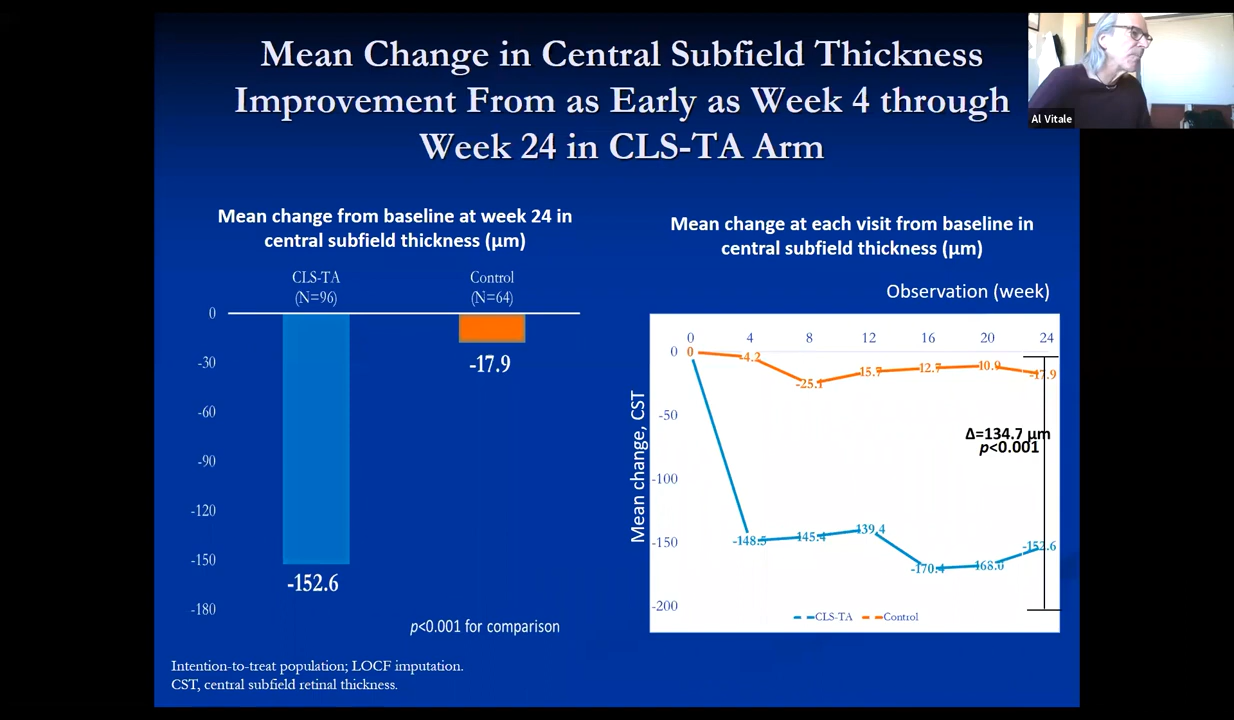 Mean Change in Central Subfield Thickness
Improvement From as Early as Week 4 through
Week 24 in CLS-TA Arm
Al Vitale
Mean change from baseline at week 24 in
central subfield thickness (µm)
CLS-TA
(N=96)
Control
(N=64)
0
-30
-60
-90
-120
-150
-180
-17.9
-152.6
p<0.001 for comparison
Mean change at each visit from baseline in
central subfield thickness (µm)
Observation (week)
0 4 8 12 16 20 24
Mean change, CST
0
-50
-100
-150
-200
0 -4.2 -25.1 15.7 12.7 10.9 -17.9
Δ=134.7 µm
p<0.001
-148.5 145.4 139.4 -170.4 168.0 -152.6
CLS-TA Control
Intention-to-treat population; LOCF imputation.
CST, central subfield retinal thickness.